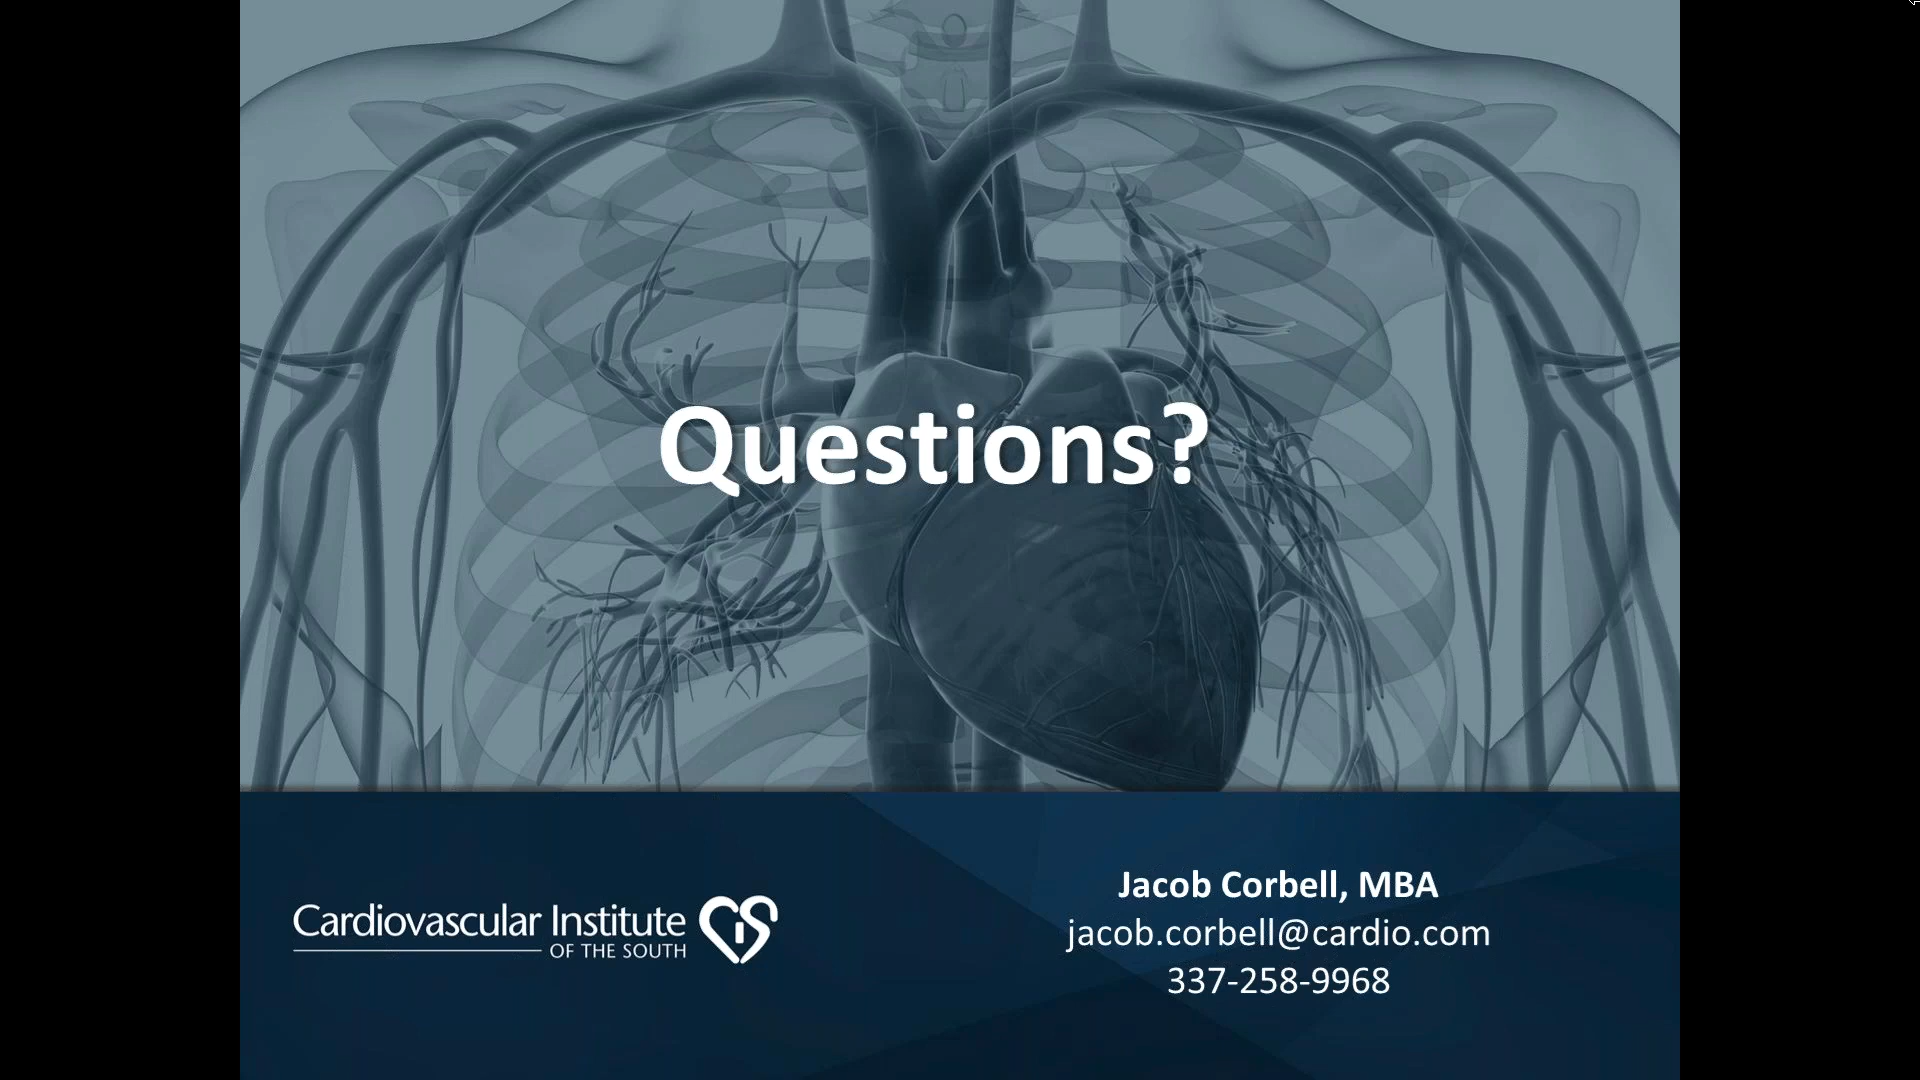 Questions?
Cardiovascular Institute
OF THE SOUTH
Jacob Corbell, MBA
jacob.corbell@cardio.com
337-258-9968